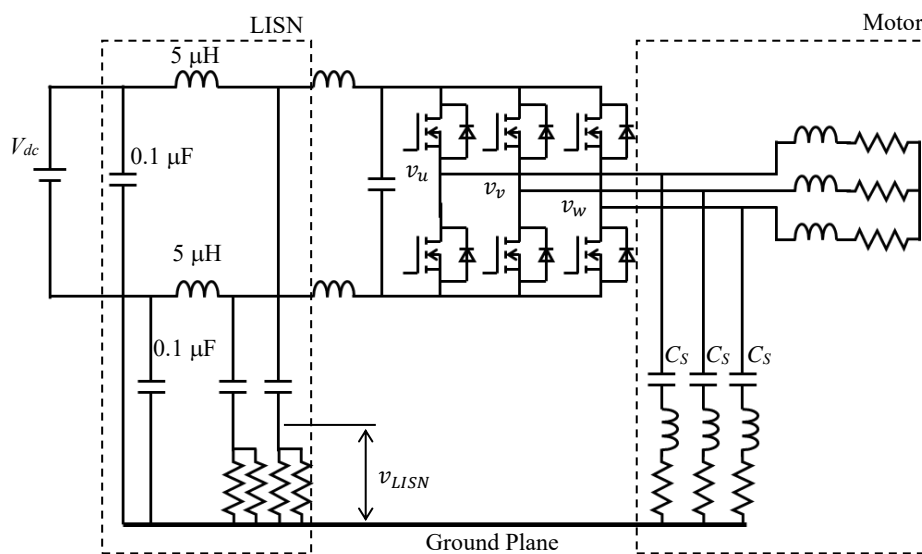 LISN
Motor
5 μH
V_dc
0.1 μF
v_u
v_v
v_w
5 μH
0.1 μF
C_S C_S C_S
v_LISN
Ground Plane